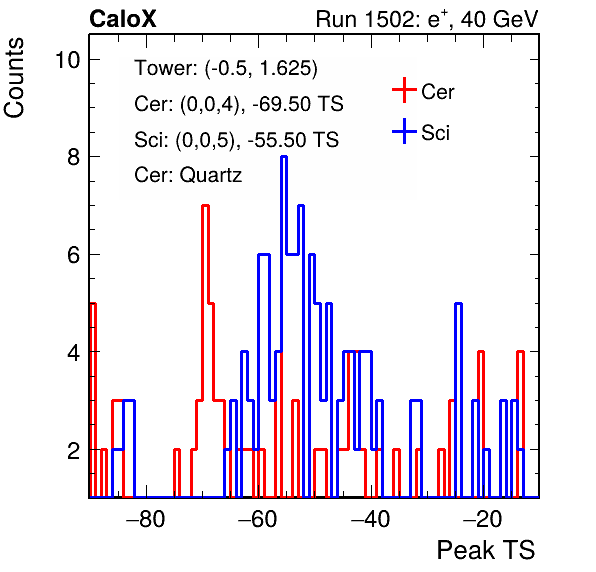 CaloX
Run 1502: e+, 40 GeV
Counts
Tower: (-0.5, 1.625)
Cer: (0,0,4), -69.50 TS
Sci: (0,0,5), -55.50 TS
Cer: Quartz
Cer
Sci
10
8
6
4
2
−80
−60
−40
−20
Peak TS